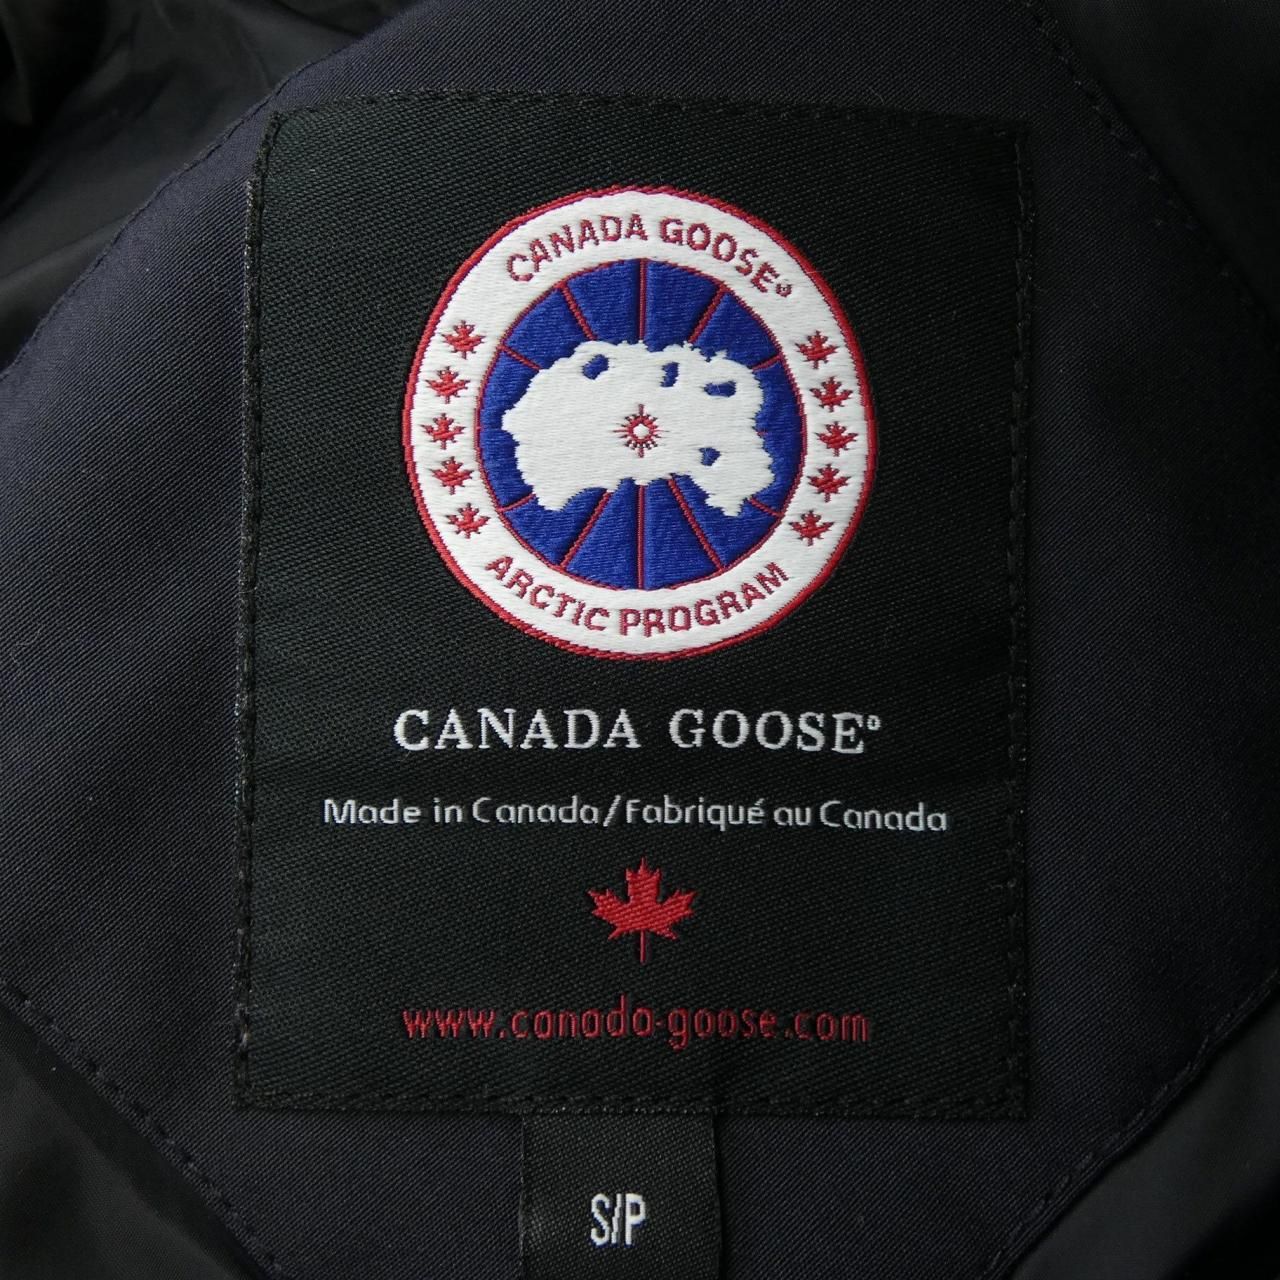 CANADA GOOSE®
ARCTIC PROGRAM
CANADA GOOSE®
Made in Canada/Fabriqué au Canada
www.canada-goose.com
S/P